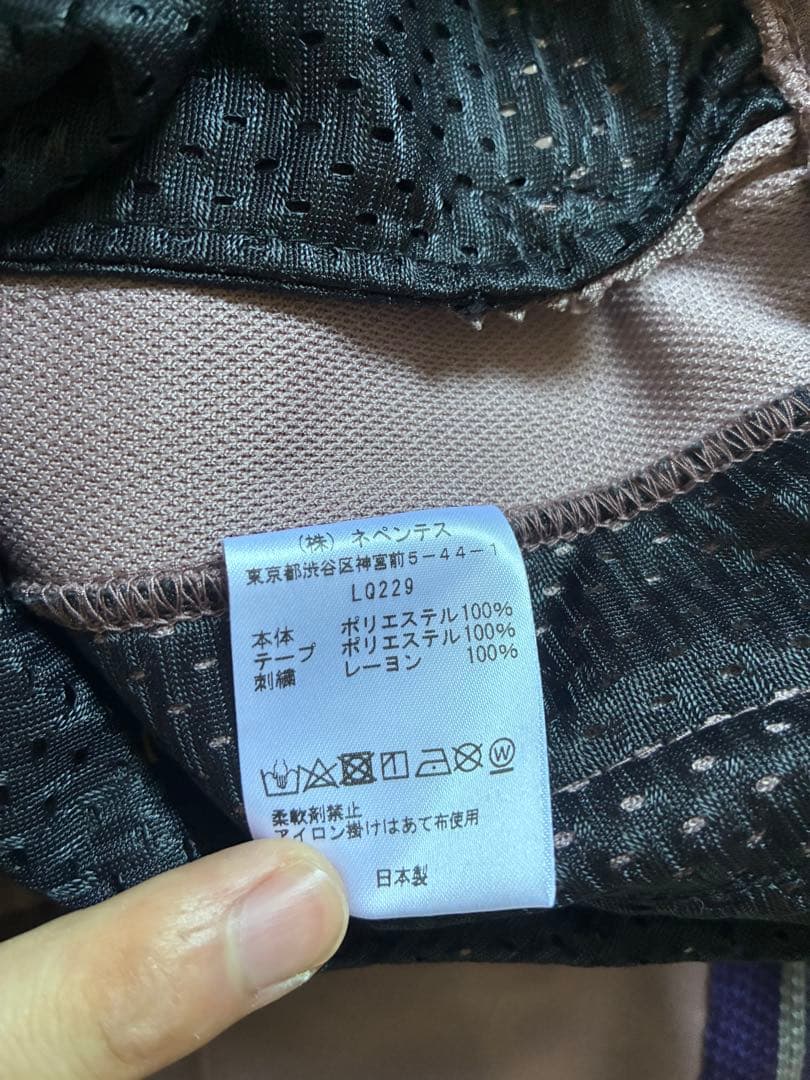 (株) ネペンテス
東京都渋谷区神宮前5-44-1
LQ229
本体 ポリエステル100%
テープ ポリエステル100%
刺繍 レーヨン 100%
W
柔軟剤禁止
アイロン掛けはあて布使用
日本製